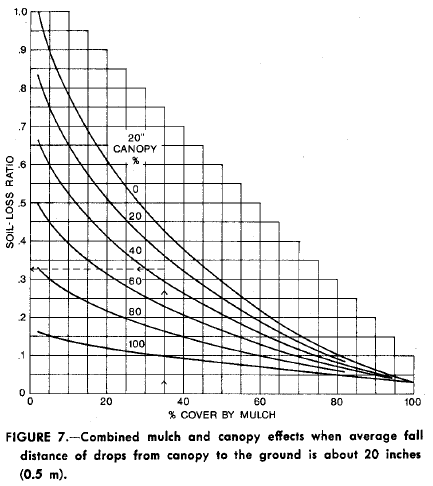 1.0
.9
.8
.7
.6
.5
.4
.3
.2
.1
0
SOIL-LOSS RATIO
20"
CANOPY
%
0
20
40
60
80
100
0 20 40 60 80 100
% COVER BY MULCH
FIGURE 7.—Combined mulch and canopy effects when average fall
distance of drops from canopy to the ground is about 20 inches
(0.5 m).